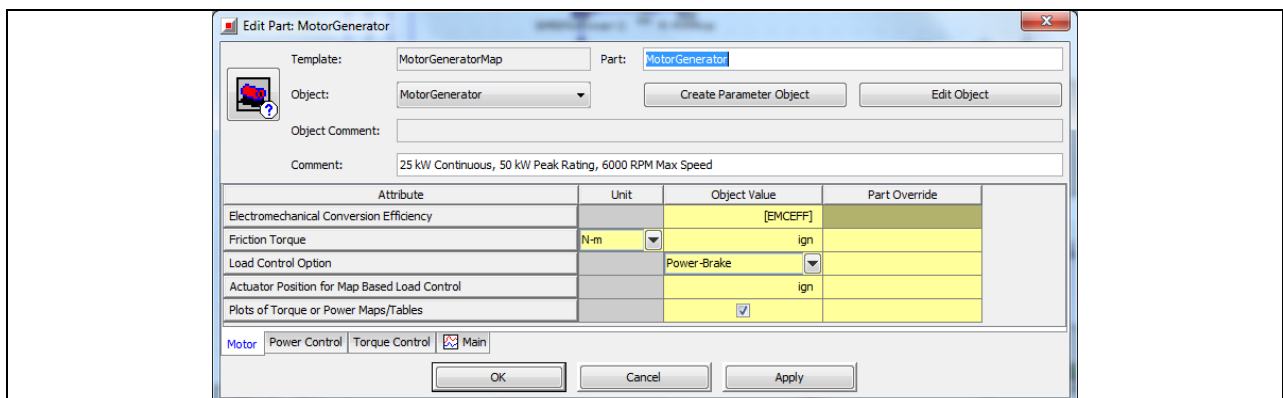 Edit Part: MotorGenerator
Template: MotorGeneratorMap Part: MotorGenerator
Object: MotorGenerator Create Parameter Object Edit Object
Object Comment:
Comment: 25 kW Continuous, 50 kW Peak Rating, 6000 RPM Max Speed
Attribute Unit Object Value Part Override
Electromechanical Conversion Efficiency [EMCEFF]
Friction Torque N-m ign
Load Control Option Power-Brake
Actuator Position for Map Based Load Control ign
Plots of Torque or Power Maps/Tables
Motor Power Control Torque Control Main
OK Cancel Apply